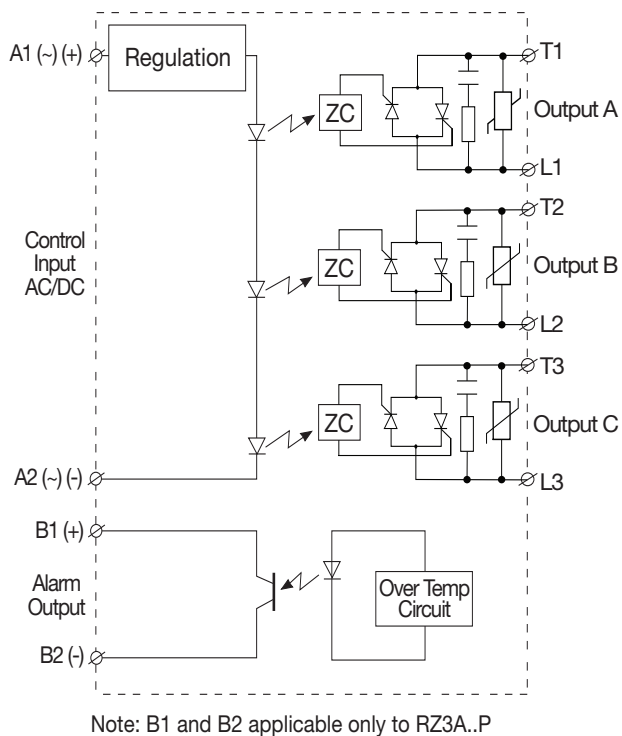 A1 (~) (+)
Regulation
T1
ZC
Output A
L1
T2
Control
Input
AC/DC
ZC
Output B
L2
T3
ZC
Output C
A2 (~) (-)
L3
B1 (+)
Alarm
Output
Over Temp
Circuit
B2 (-)
Note: B1 and B2 applicable only to RZ3A..P